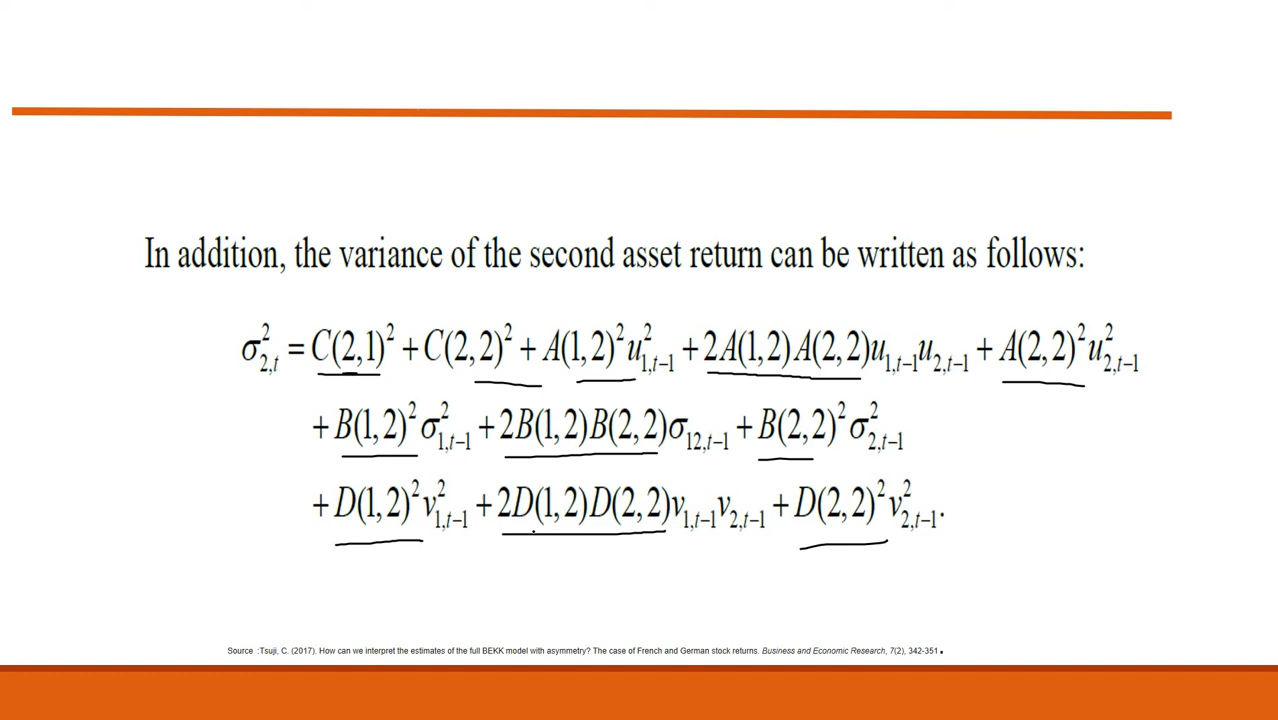 In addition, the variance of the second asset return can be written as follows:
σ²₂,ₜ = C(2,1)² + C(2,2)² + A(1,2)²u²₁,ₜ₋₁ + 2A(1,2)A(2,2)u₁,ₜ₋₁u₂,ₜ₋₁ + A(2,2)²u²₂,ₜ₋₁
+ B(1,2)²σ²₁,ₜ₋₁ + 2B(1,2)B(2,2)σ₁₂,ₜ₋₁ + B(2,2)²σ²₂,ₜ₋₁
+ D(1,2)²v²₁,ₜ₋₁ + 2D(1,2)D(2,2)v₁,ₜ₋₁v₂,ₜ₋₁ + D(2,2)²v²₂,ₜ₋₁.
Source :Tsuji, C. (2017). How can we interpret the estimates of the full BEKK model with asymmetry? The case of French and German stock returns. Business and Economic Research, 7(2), 342-351.